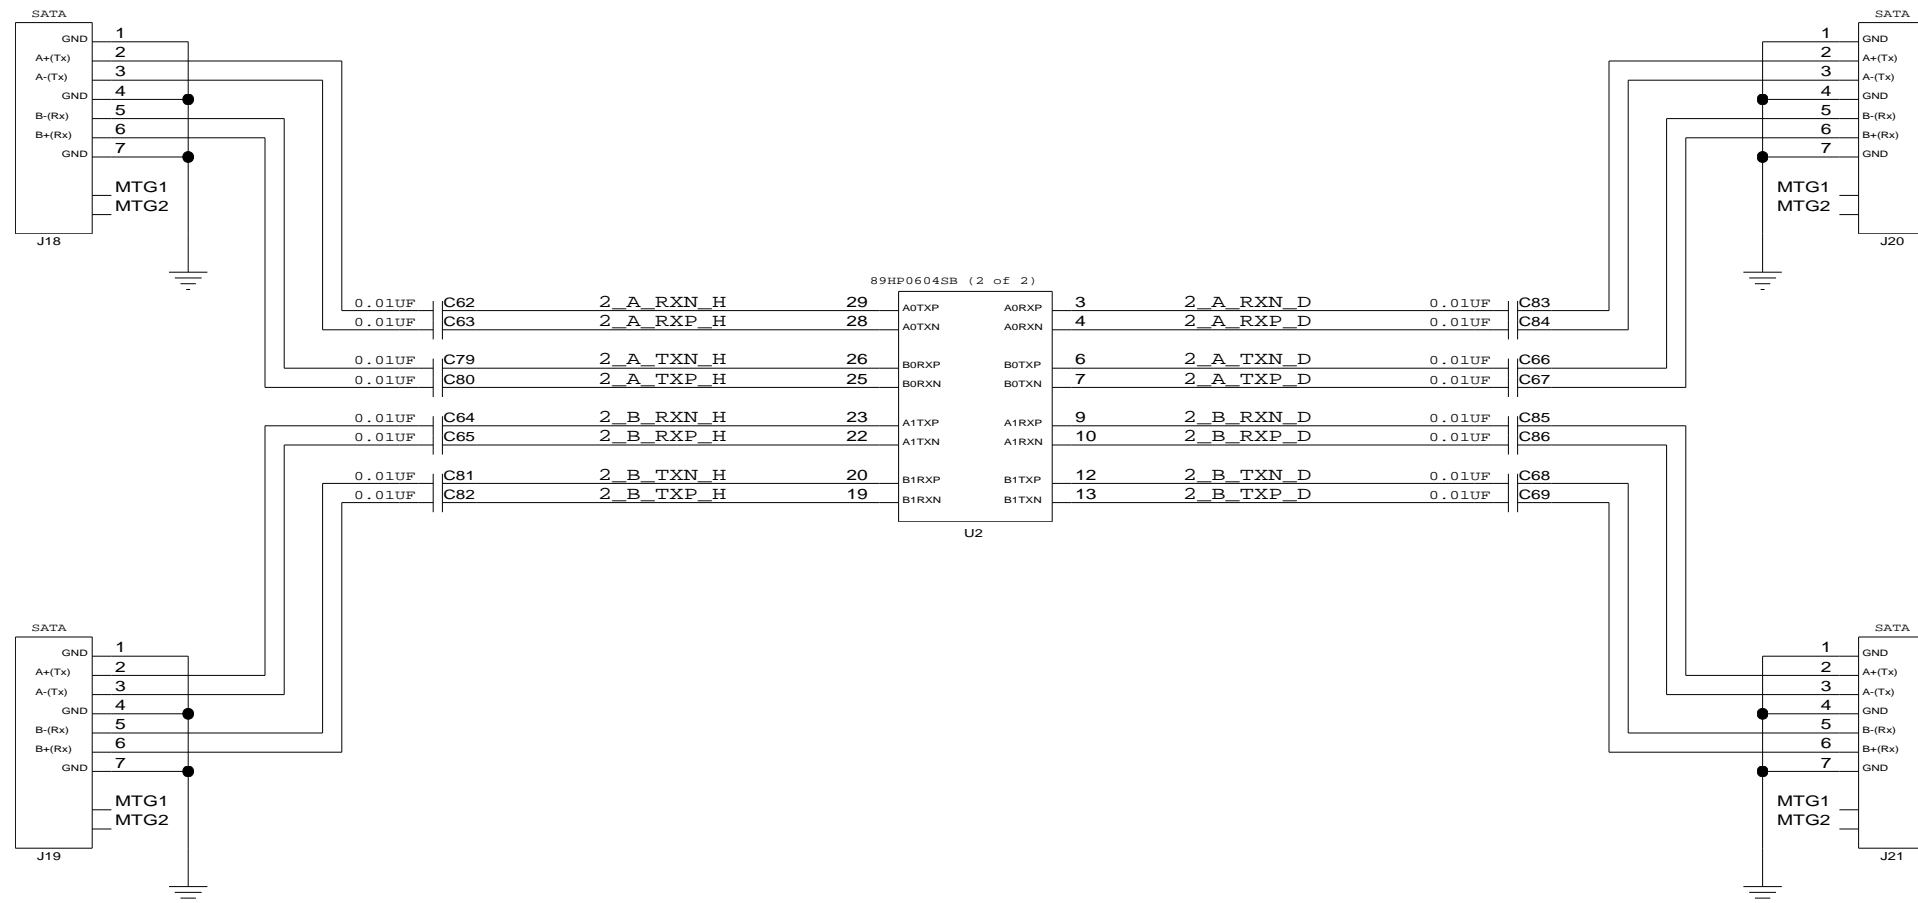 SATA
GND 1
A+(Tx) 2
A-(Tx) 3
GND 4
B-(Rx) 5
B+(Rx) 6
GND 7
MTG1
MTG2
J18
SATA
1 GND
2 A+(Tx)
3 A-(Tx)
4 GND
5 B-(Rx)
6 B+(Rx)
7 GND
MTG1
MTG2
J20
89HP0604SB (2 of 2)
0.01UF C62 2_A_RXN_H 29 A0TXP A0RXP 3 2_A_RXN_D 0.01UF C83
0.01UF C63 2_A_RXP_H 28 A0TXN A0RXN 4 2_A_RXP_D 0.01UF C84
0.01UF C79 2_A_TXN_H 26 B0RXP B0TXP 6 2_A_TXN_D 0.01UF C66
0.01UF C80 2_A_TXP_H 25 B0RXN B0TXN 7 2_A_TXP_D 0.01UF C67
0.01UF C64 2_B_RXN_H 23 A1TXP A1RXP 9 2_B_RXN_D 0.01UF C85
0.01UF C65 2_B_RXP_H 22 A1TXN A1RXN 10 2_B_RXP_D 0.01UF C86
0.01UF C81 2_B_TXN_H 20 B1RXP B1TXP 12 2_B_TXN_D 0.01UF C68
0.01UF C82 2_B_TXP_H 19 B1RXN B1TXN 13 2_B_TXP_D 0.01UF C69
U2
SATA
GND 1
A+(Tx) 2
A-(Tx) 3
GND 4
B-(Rx) 5
B+(Rx) 6
GND 7
MTG1
MTG2
J19
SATA
1 GND
2 A+(Tx)
3 A-(Tx)
4 GND
5 B-(Rx)
6 B+(Rx)
7 GND
MTG1
MTG2
J21